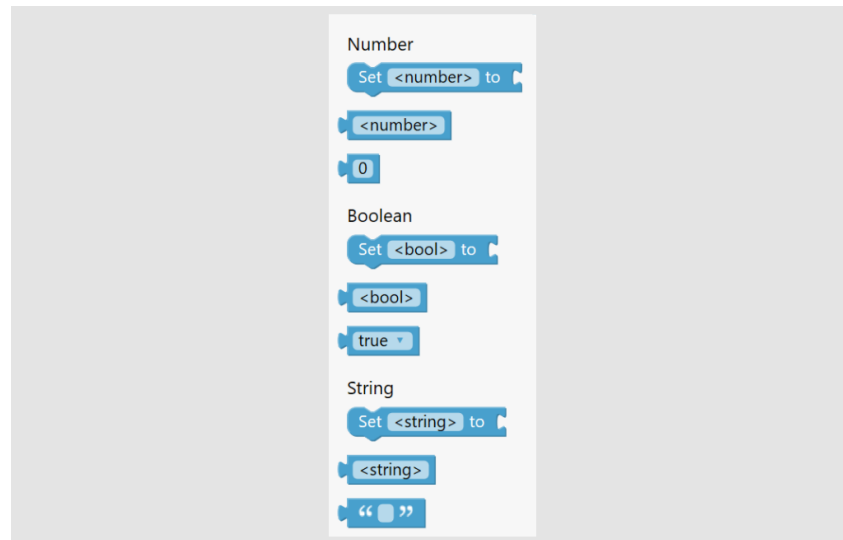 Number
Set <number> to
<number>
0
Boolean
Set <bool> to
<bool>
true
String
Set <string> to
<string>
“ ”